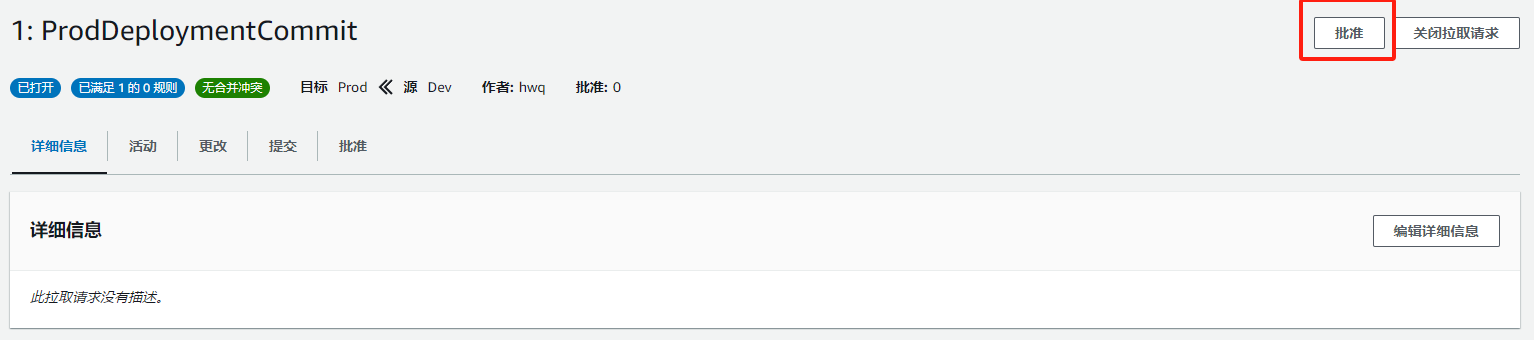 1: ProdDeploymentCommit
批准 关闭拉取请求
已打开 已满足 1 的 0 规则 无合并冲突 目标 Prod 源 Dev 作者: hwq 批准: 0
详细信息 活动 更改 提交 批准
详细信息
编辑详细信息
此拉取请求没有描述。